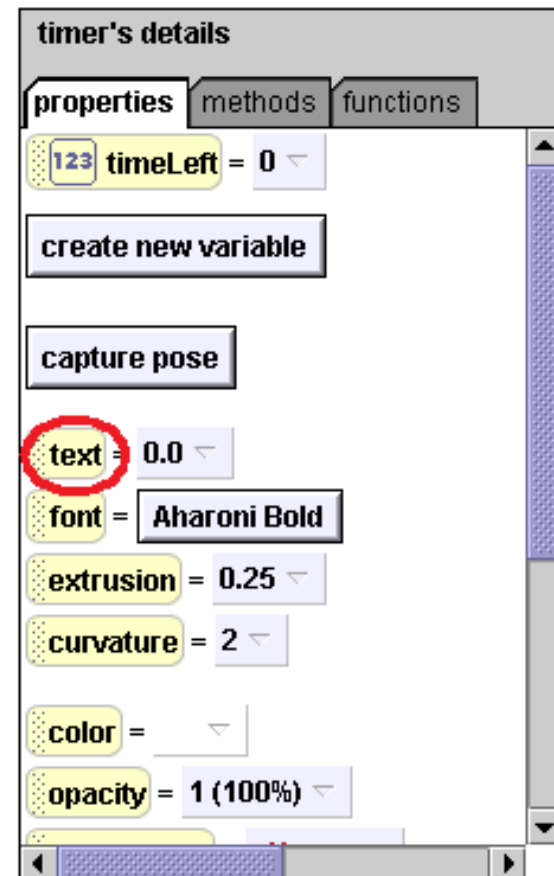 timer's details
properties methods functions
123 timeLeft = 0
create new variable
capture pose
text = 0.0
font = Aharoni Bold
extrusion = 0.25
curvature = 2
color =
opacity = 1 (100%)